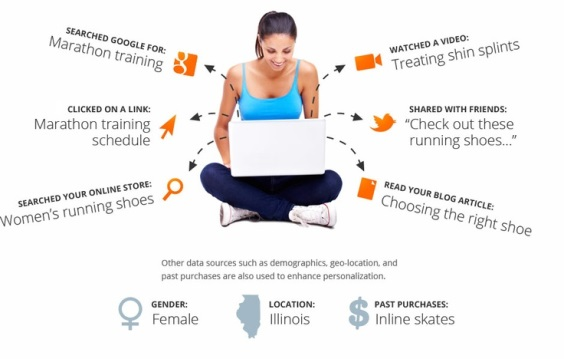 SEARCHED GOOGLE FOR:
Marathon training
WATCHED A VIDEO:
Treating shin splints
CLICKED ON A LINK:
Marathon training
schedule
SHARED WITH FRIENDS:
"Check out these
running shoes..."
SEARCHED YOUR ONLINE STORE:
Women's running shoes
READ YOUR BLOG ARTICLE:
Choosing the right shoe
Other data sources such as demographics, geo-location, and
past purchases are also used to enhance personalization.
GENDER:
Female
LOCATION:
Illinois
$
PAST PURCHASES:
Inline skates